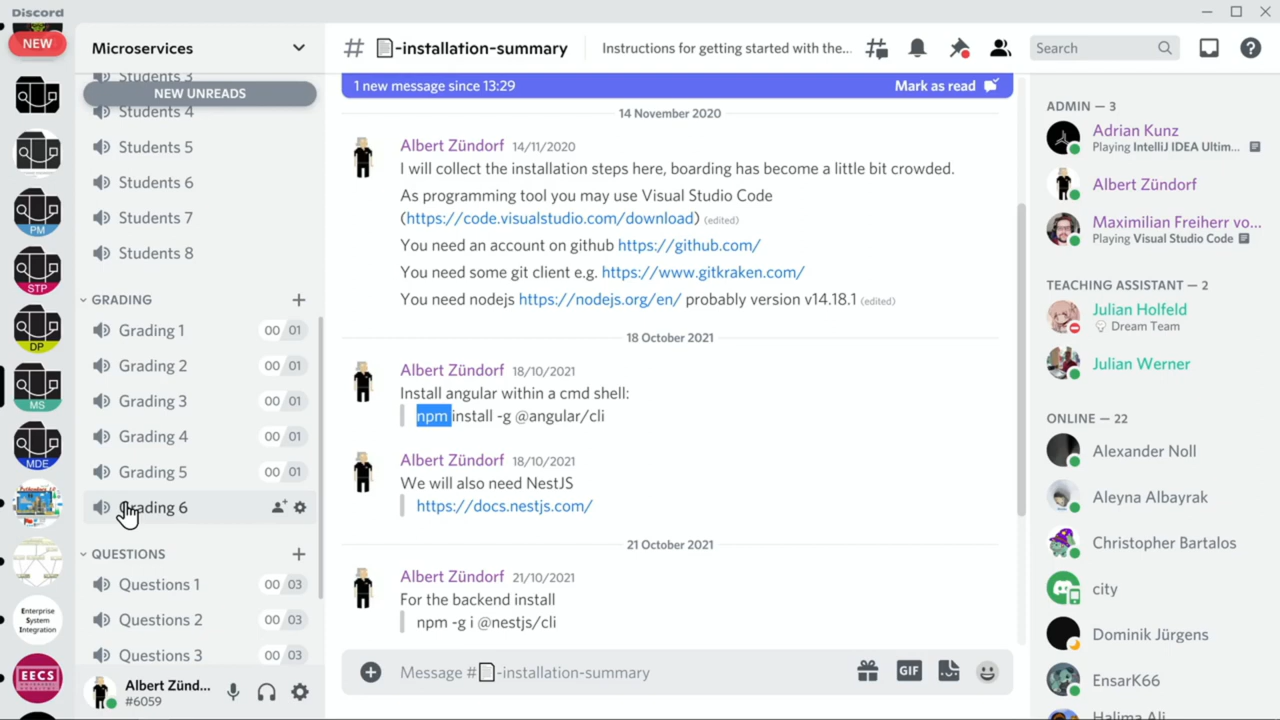 Discord
NEW
PM
STP
DP
MS
MDE
Enterprise
System
Integration
EECS
Microservices
Students 3
NEW UNREADS
Students 4
Students 5
Students 6
Students 7
Students 8
GRADING
Grading 1 00 01
Grading 2 00 01
Grading 3 00 01
Grading 4 00 01
Grading 5 00 01
Grading 6
QUESTIONS
Questions 1 00 03
Questions 2 00 03
Questions 3 00 03
Albert Zünd...
#6059
-installation-summary
Instructions for getting started with the...
Search
1 new message since 13:29
Mark as read
14 November 2020
Albert Zündorf 14/11/2020
I will collect the installation steps here, boarding has become a little bit crowded.
As programming tool you may use Visual Studio Code
(https://code.visualstudio.com/download) (edited)
You need an account on github https://github.com/
You need some git client e.g. https://www.gitkraken.com/
You need nodejs https://nodejs.org/en/ probably version v14.18.1 (edited)
18 October 2021
Albert Zündorf 18/10/2021
Install angular within a cmd shell:
npm install -g @angular/cli
Albert Zündorf 18/10/2021
We will also need NestJS
https://docs.nestjs.com/
21 October 2021
Albert Zündorf 21/10/2021
For the backend install
npm -g i @nestjs/cli
Message # -installation-summary
GIF
ADMIN — 3
Adrian Kunz
Playing IntelliJ IDEA Ultim...
Albert Zündorf
Maximilian Freiherr vo...
Playing Visual Studio Code
TEACHING ASSISTANT — 2
Julian Holfeld
Dream Team
Julian Werner
ONLINE — 22
Alexander Noll
Aleyna Albayrak
Christopher Bartalos
city
Dominik Jürgens
EnsarK66
Halima Ali